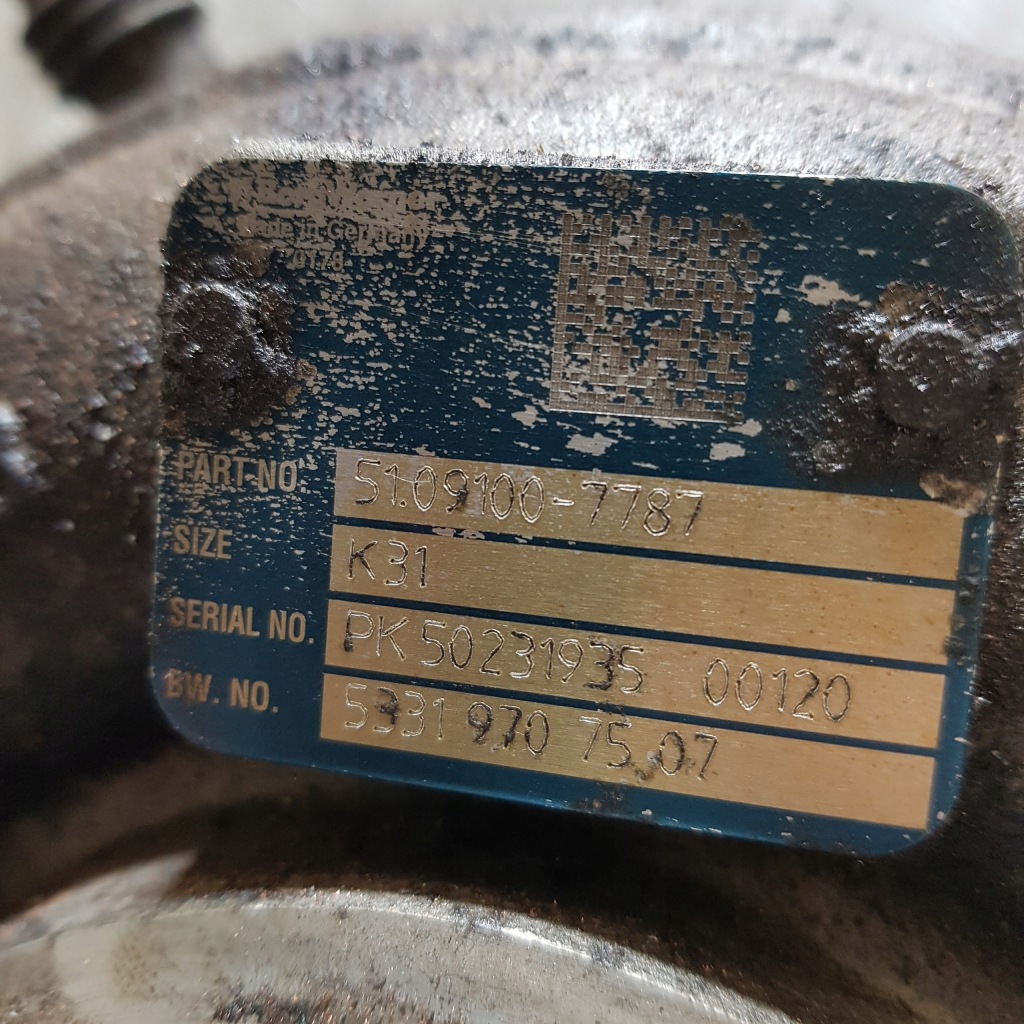 Made in Germany
PART NO. 51.09100-7787
SIZE K31
SERIAL NO. PK 50231935 00120
BW. NO. 5331 970 75.07